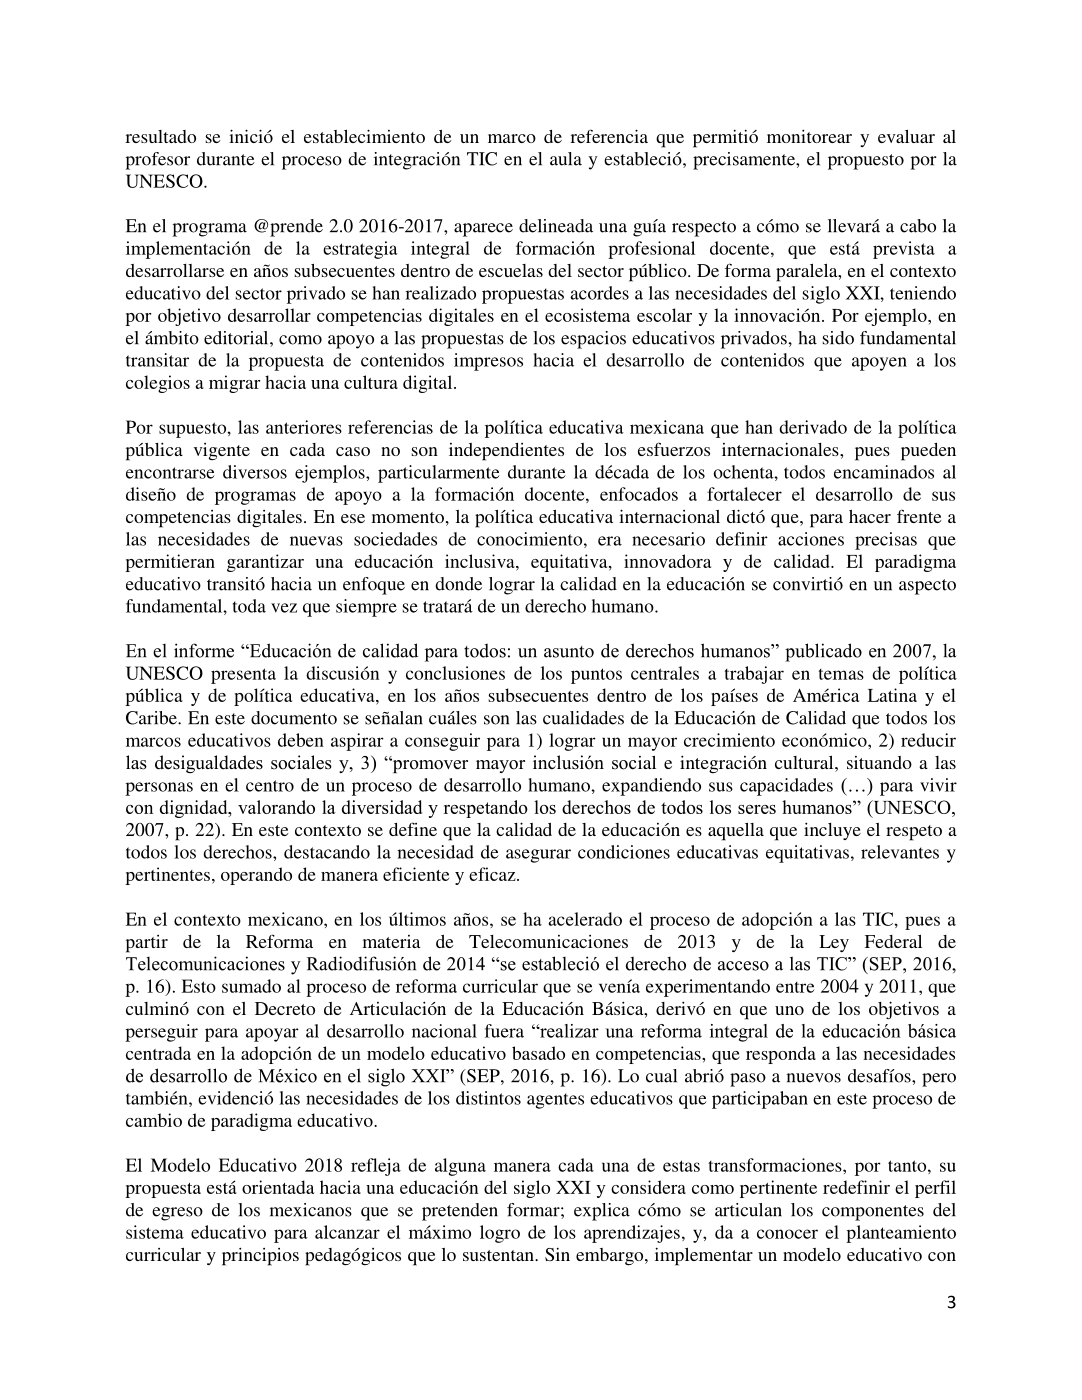 resultado se inició el establecimiento de un marco de referencia que permitió monitorear y evaluar al
profesor durante el proceso de integración TIC en el aula y estableció, precisamente, el propuesto por la
UNESCO.
En el programa @prende 2.0 2016-2017, aparece delineada una guía respecto a cómo se llevará a cabo la
implementación de la estrategia integral de formación profesional docente, que está prevista a
desarrollarse en años subsecuentes dentro de escuelas del sector público. De forma paralela, en el contexto
educativo del sector privado se han realizado propuestas acordes a las necesidades del siglo XXI, teniendo
por objetivo desarrollar competencias digitales en el ecosistema escolar y la innovación. Por ejemplo, en
el ámbito editorial, como apoyo a las propuestas de los espacios educativos privados, ha sido fundamental
transitar de la propuesta de contenidos impresos hacia el desarrollo de contenidos que apoyen a los
colegios a migrar hacia una cultura digital.
Por supuesto, las anteriores referencias de la política educativa mexicana que han derivado de la política
pública vigente en cada caso no son independientes de los esfuerzos internacionales, pues pueden
encontrarse diversos ejemplos, particularmente durante la década de los ochenta, todos encaminados al
diseño de programas de apoyo a la formación docente, enfocados a fortalecer el desarrollo de sus
competencias digitales. En ese momento, la política educativa internacional dictó que, para hacer frente a
las necesidades de nuevas sociedades de conocimiento, era necesario definir acciones precisas que
permitieran garantizar una educación inclusiva, equitativa, innovadora y de calidad. El paradigma
educativo transitó hacia un enfoque en donde lograr la calidad en la educación se convirtió en un aspecto
fundamental, toda vez que siempre se tratará de un derecho humano.
En el informe “Educación de calidad para todos: un asunto de derechos humanos” publicado en 2007, la
UNESCO presenta la discusión y conclusiones de los puntos centrales a trabajar en temas de política
pública y de política educativa, en los años subsecuentes dentro de los países de América Latina y el
Caribe. En este documento se señalan cuáles son las cualidades de la Educación de Calidad que todos los
marcos educativos deben aspirar a conseguir para 1) lograr un mayor crecimiento económico, 2) reducir
las desigualdades sociales y, 3) “promover mayor inclusión social e integración cultural, situando a las
personas en el centro de un proceso de desarrollo humano, expandiendo sus capacidades (…) para vivir
con dignidad, valorando la diversidad y respetando los derechos de todos los seres humanos” (UNESCO,
2007, p. 22). En este contexto se define que la calidad de la educación es aquella que incluye el respeto a
todos los derechos, destacando la necesidad de asegurar condiciones educativas equitativas, relevantes y
pertinentes, operando de manera eficiente y eficaz.
En el contexto mexicano, en los últimos años, se ha acelerado el proceso de adopción a las TIC, pues a
partir de la Reforma en materia de Telecomunicaciones de 2013 y de la Ley Federal de
Telecomunicaciones y Radiodifusión de 2014 “se estableció el derecho de acceso a las TIC” (SEP, 2016,
p. 16). Esto sumado al proceso de reforma curricular que se venía experimentando entre 2004 y 2011, que
culminó con el Decreto de Articulación de la Educación Básica, derivó en que uno de los objetivos a
perseguir para apoyar al desarrollo nacional fuera “realizar una reforma integral de la educación básica
centrada en la adopción de un modelo educativo basado en competencias, que responda a las necesidades
de desarrollo de México en el siglo XXI” (SEP, 2016, p. 16). Lo cual abrió paso a nuevos desafíos, pero
también, evidenció las necesidades de los distintos agentes educativos que participaban en este proceso de
cambio de paradigma educativo.
El Modelo Educativo 2018 refleja de alguna manera cada una de estas transformaciones, por tanto, su
propuesta está orientada hacia una educación del siglo XXI y considera como pertinente redefinir el perfil
de egreso de los mexicanos que se pretenden formar; explica cómo se articulan los componentes del
sistema educativo para alcanzar el máximo logro de los aprendizajes, y, da a conocer el planteamiento
curricular y principios pedagógicos que lo sustentan. Sin embargo, implementar un modelo educativo con
3